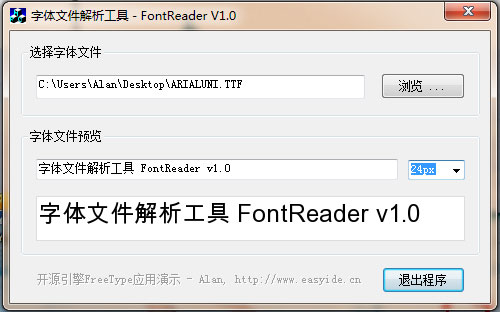 字体文件解析工具 - FontReader V1.0
选择字体文件
C:\Users\Alan\Desktop\ARIALUNI.TTF
浏览 ...
字体文件预览
字体文件解析工具 FontReader v1.0
24px
字体文件解析工具 FontReader v1.0
开源引擎FreeType应用演示 - Alan, http://www.easyide.cn
退出程序